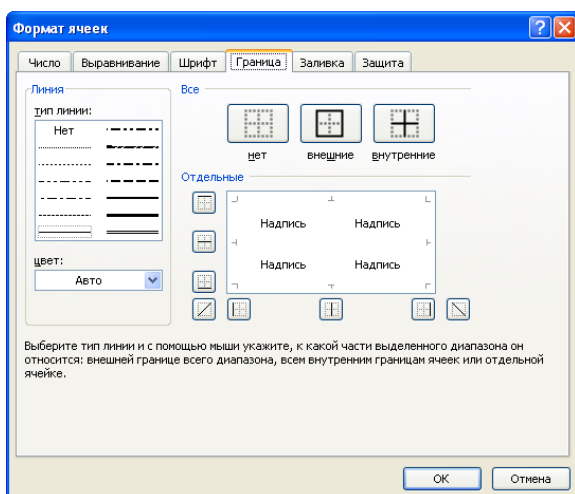 Формат ячеек
Число Выравнивание Шрифт Граница Заливка Защита
Линия
тип линии:
Нет
цвет:
Авто
Все
нет внешние внутренние
Отдельные
Надпись Надпись
Надпись Надпись
Выберите тип линии и с помощью мыши укажите, к какой части выделенного диапазона он
относится: внешней границе всего диапазона, всем внутренним границам ячеек или отдельной
ячейке.
ОК Отмена